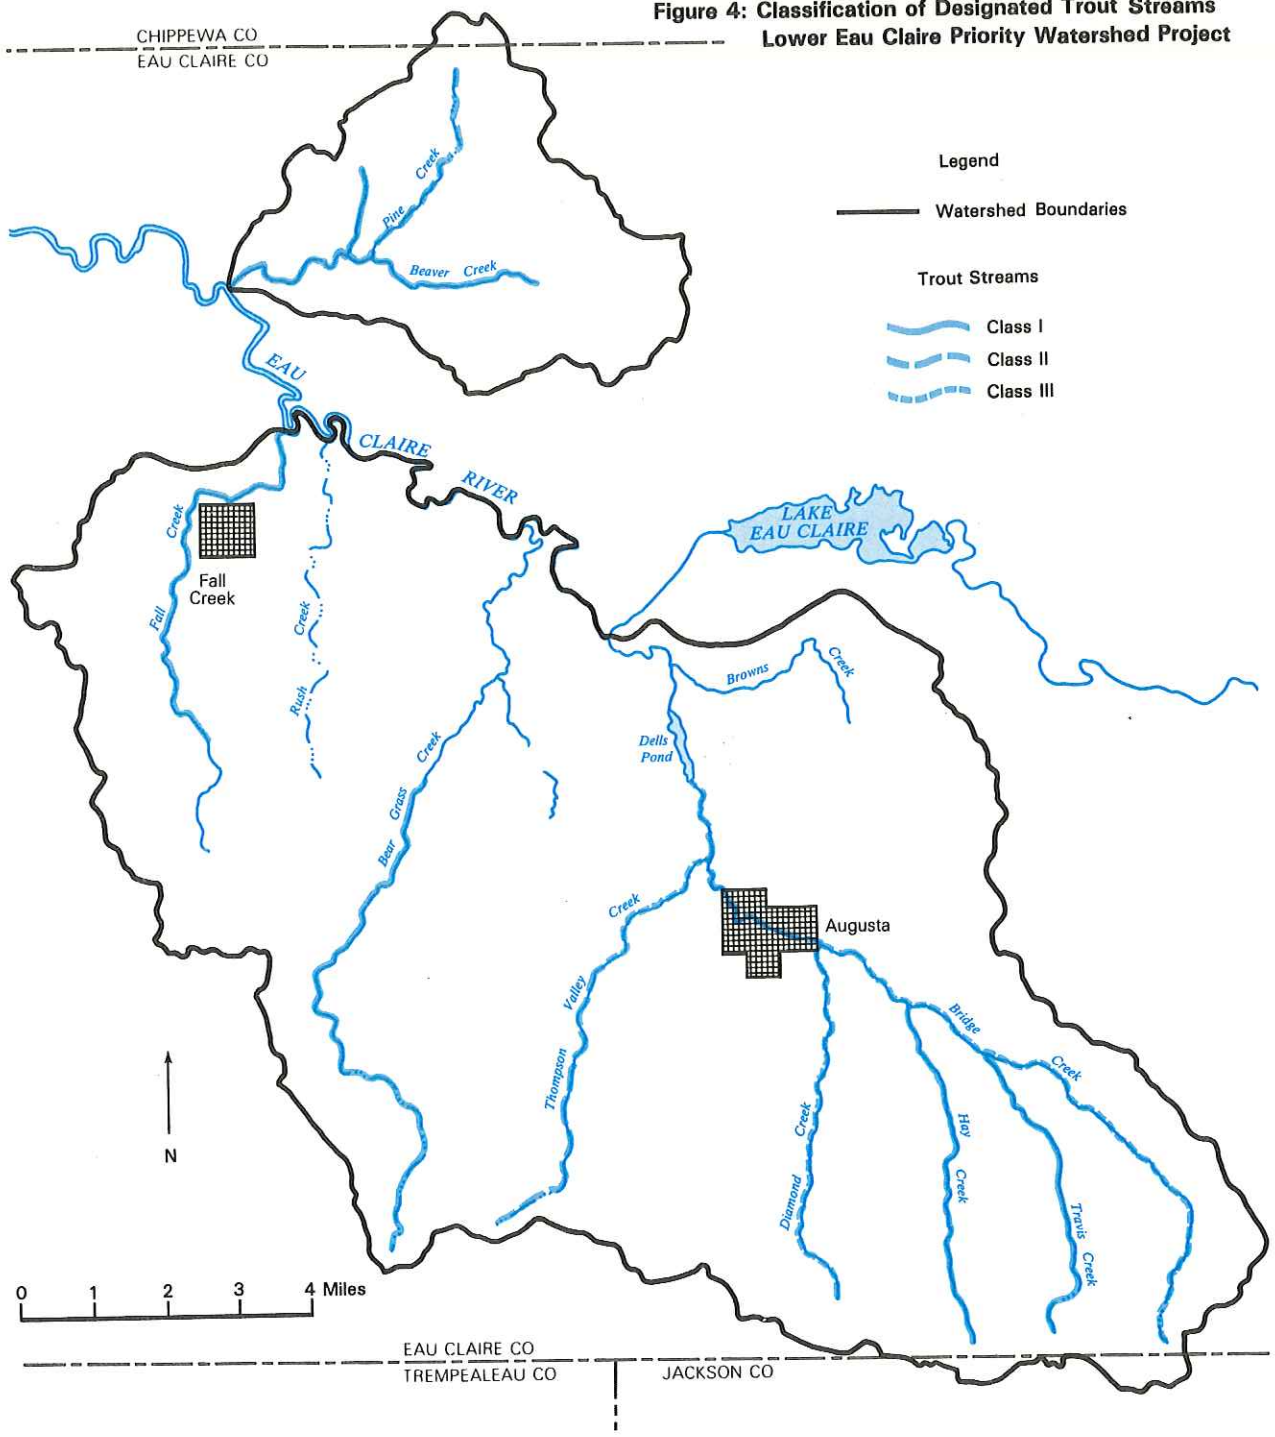 Figure 4: Classification of Designated Trout Streams
Lower Eau Claire Priority Watershed Project
CHIPPEWA CO
EAU CLAIRE CO
Legend
Watershed Boundaries
Trout Streams
Class I
Class II
Class III
Pine Creek
Beaver Creek
EAU
CLAIRE
RIVER
LAKE
EAU CLAIRE
Fall Creek
Fall
Creek
Rush Creek
Browns Creek
Dells
Pond
Bear Grass Creek
Thompson Valley Creek
Augusta
Bridge Creek
Diamond Creek
Hay Creek
Travis Creek
N
0 1 2 3 4 Miles
EAU CLAIRE CO
TREMPEALEAU CO
JACKSON CO